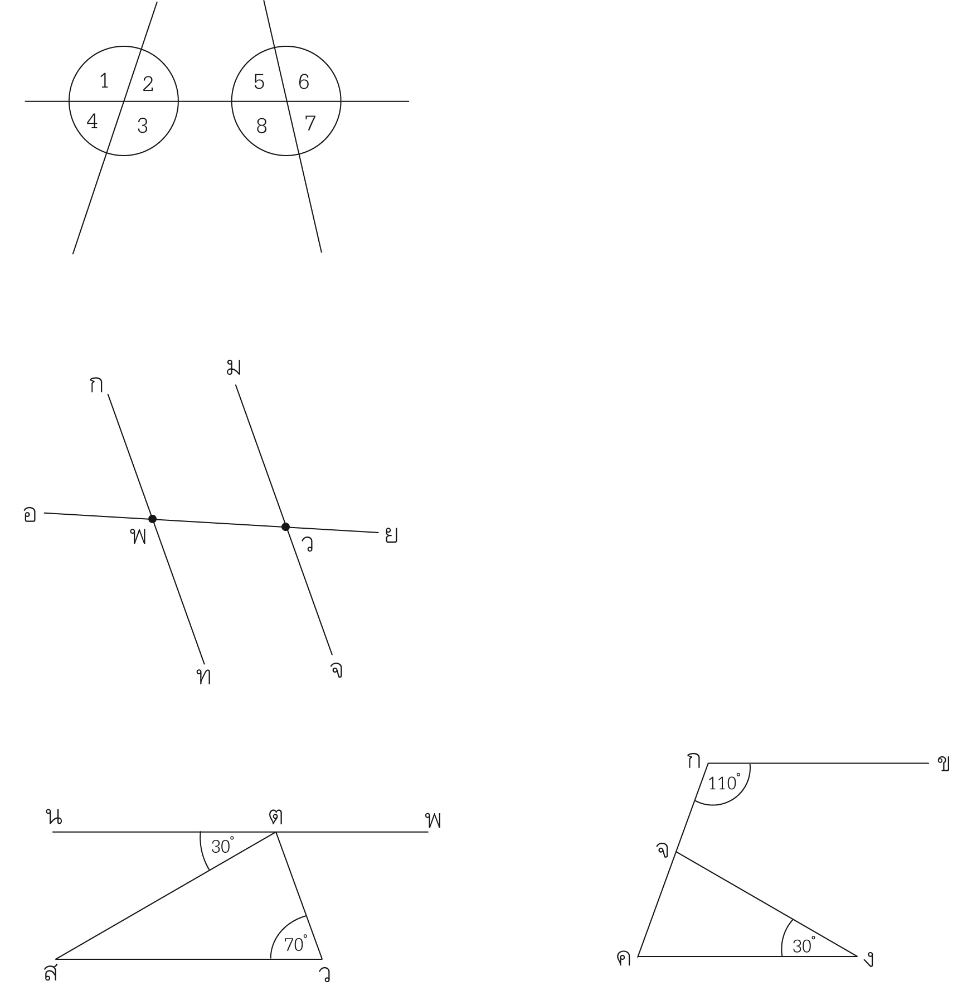 1 2 5 6
4 3 8 7
ก ม
อ พ ว ย
ท จ
น ต พ
30°
70°
ส ว
ก ข
110°
จ
30°
ค ง